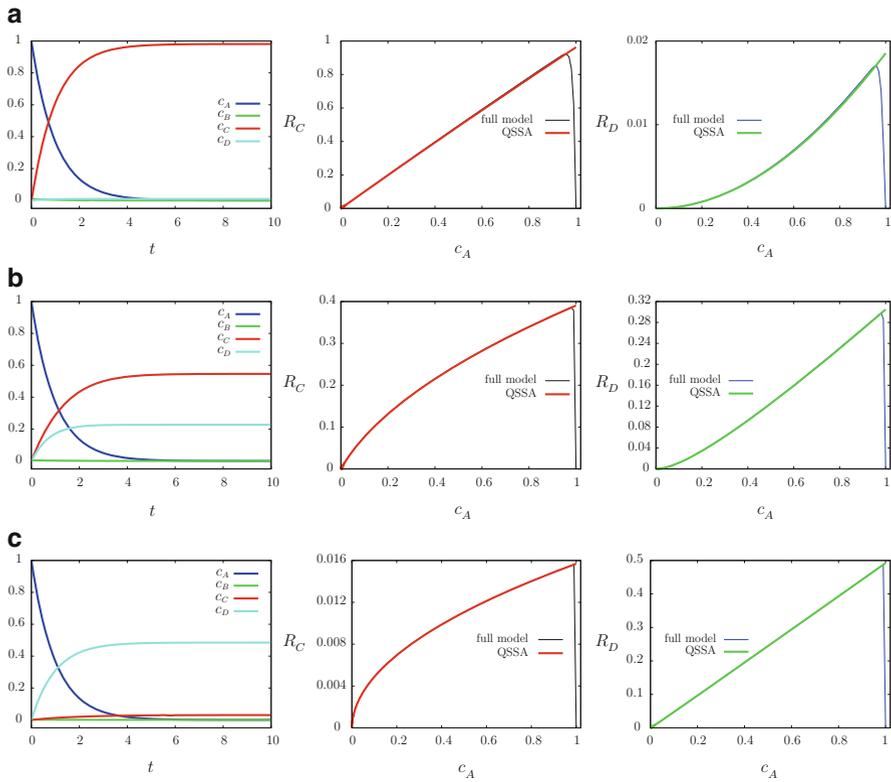 a
1
0.8
0.6
0.4
0.2
0
0 2 4 6 8 10
t
c_A
c_B
c_C
c_D
R_C
1
0.8
0.6
0.4
0.2
0
0 0.2 0.4 0.6 0.8 1
c_A
full model
QSSA
R_D
0.02
0.01
0
0 0.2 0.4 0.6 0.8 1
c_A
full model
QSSA
b
1
0.8
0.6
0.4
0.2
0
0 2 4 6 8 10
t
c_A
c_B
c_C
c_D
R_C
0.4
0.3
0.2
0.1
0
0 0.2 0.4 0.6 0.8 1
c_A
full model
QSSA
R_D
0.32
0.28
0.24
0.2
0.16
0.12
0.08
0.04
0
0 0.2 0.4 0.6 0.8 1
c_A
full model
QSSA
c
1
0.8
0.6
0.4
0.2
0
0 2 4 6 8 10
t
c_A
c_B
c_C
c_D
R_C
0.016
0.012
0.008
0.004
0
0 0.2 0.4 0.6 0.8 1
c_A
full model
QSSA
R_D
0.5
0.4
0.3
0.2
0.1
0
0 0.2 0.4 0.6 0.8 1
c_A
full model
QSSA